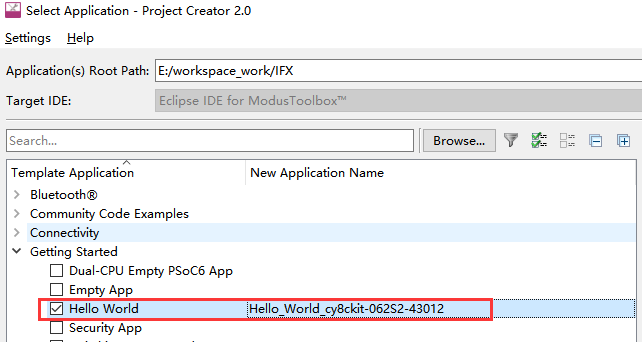 Select Application - Project Creator 2.0
Settings Help
Application(s) Root Path: E:/workspace_work/IFX
Target IDE: Eclipse IDE for ModusToolbox™
Search... Browse...
Template Application New Application Name
Bluetooth®
Community Code Examples
Connectivity
Getting Started
Dual-CPU Empty PSoC6 App
Empty App
Hello World Hello_World_cy8ckit-062S2-43012
Security App